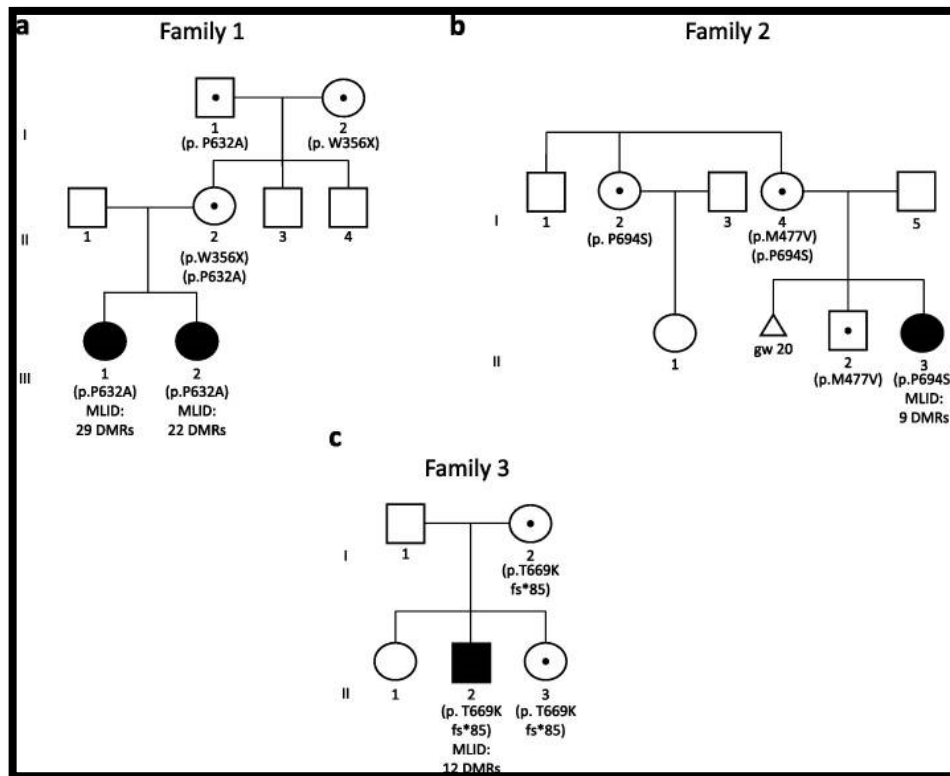 a
Family 1
I
1
(p. P632A)
2
(p. W356X)
II
1
2
(p.W356X)
(p.P632A)
3
4
III
1
(p.P632A)
MLID:
29 DMRs
2
(p.P632A)
MLID:
22 DMRs
b
Family 2
I
1
2
(p. P694S)
3
4
(p.M477V)
(p.P694S)
5
II
1
gw 20
2
(p.M477V)
3
(p.P694S
MLID:
9 DMRs
c
Family 3
I
1
2
(p.T669K
fs*85)
II
1
2
(p. T669K
fs*85)
MLID:
12 DMRs
3
(p. T669K
fs*85)